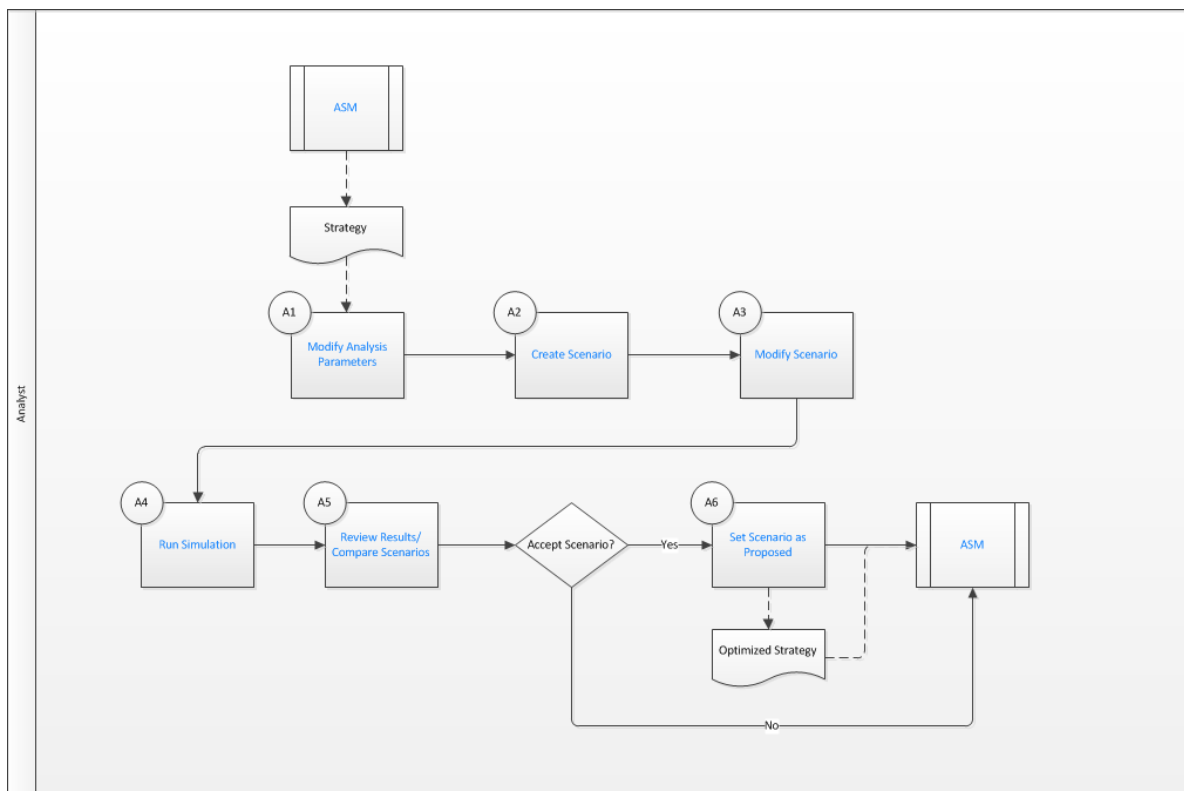 Analyst
ASM
Strategy
A1
Modify Analysis
Parameters
A2
Create Scenario
A3
Modify Scenario
A4
Run Simulation
A5
Review Results/
Compare Scenarios
Accept Scenario?
Yes
A6
Set Scenario as
Proposed
ASM
Optimized Strategy
No